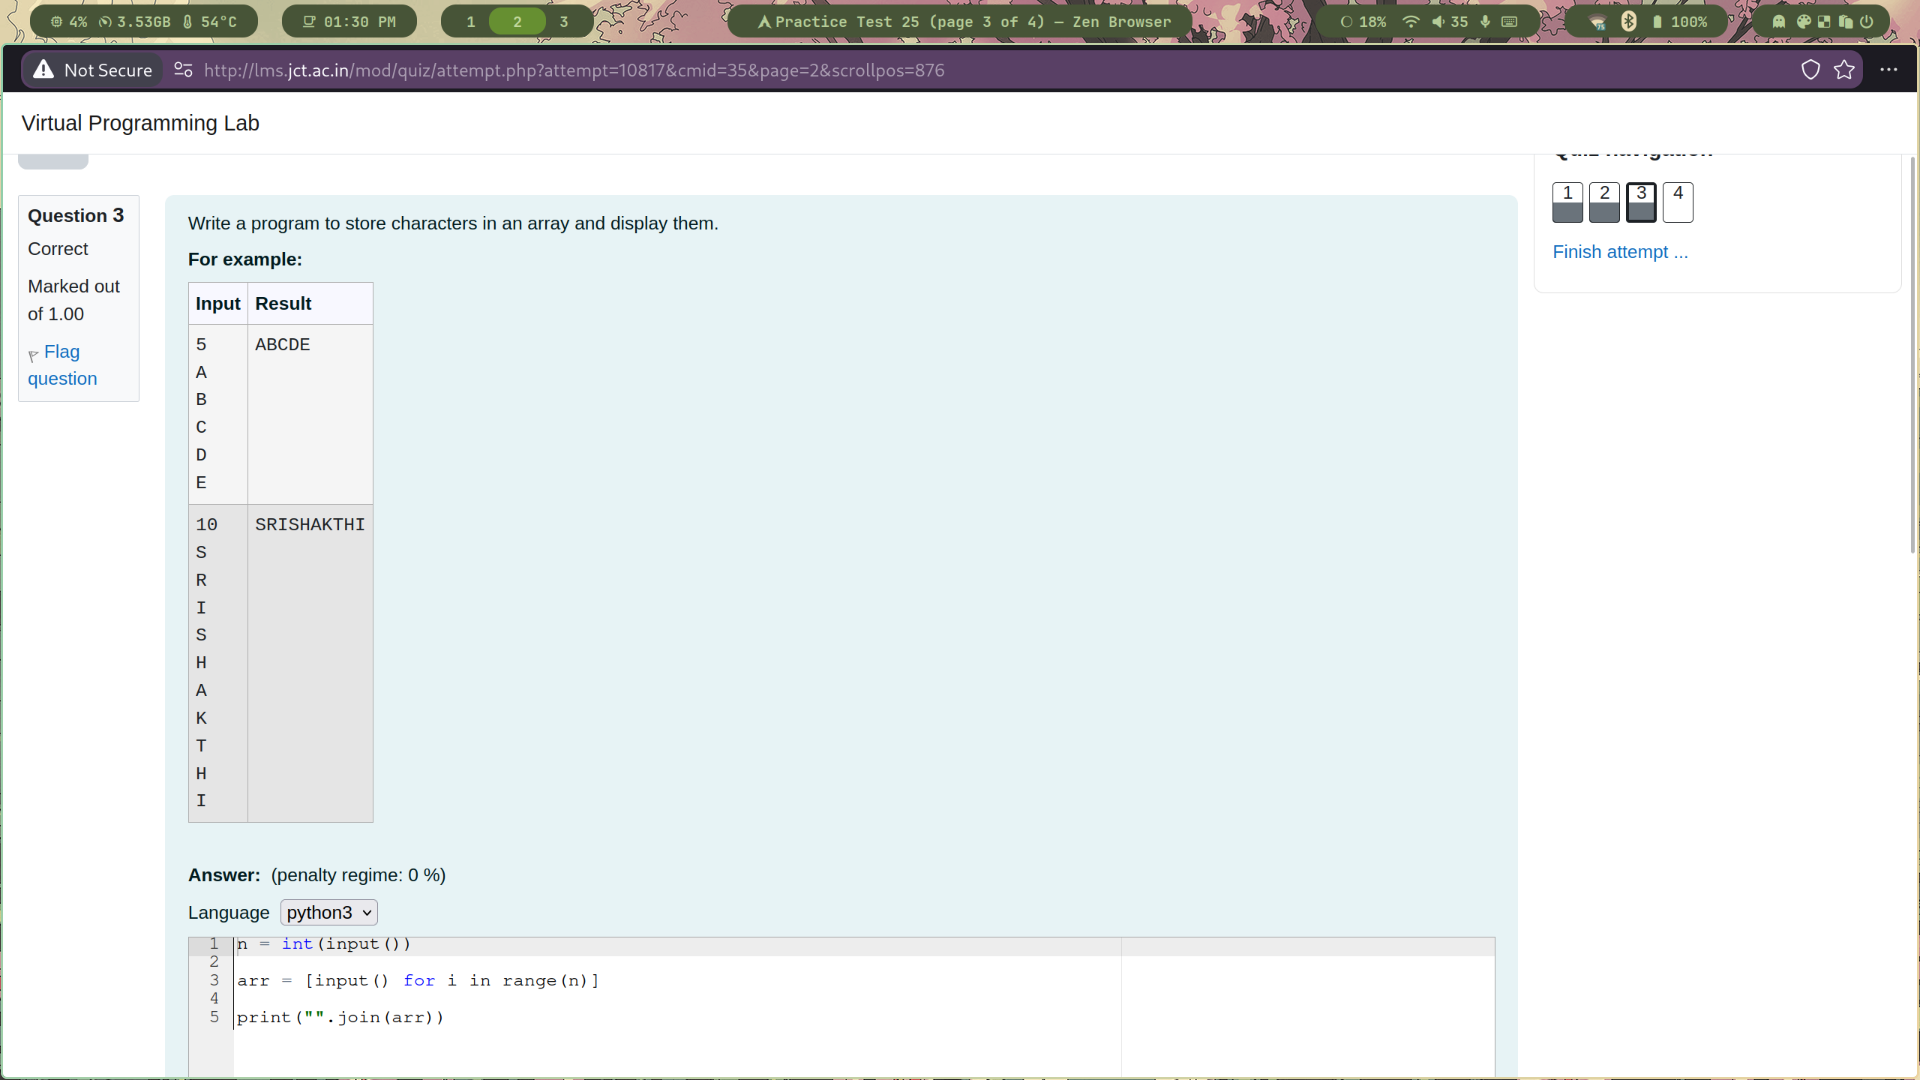 4% 3.53GB 54°C
01:30 PM
1 2 3
Practice Test 25 (page 3 of 4) — Zen Browser
18% 35
100%
Not Secure http://lms.jct.ac.in/mod/quiz/attempt.php?attempt=10817&cmid=35&page=2&scrollpos=876
Virtual Programming Lab
Quiz navigation
1 2 3 4
Finish attempt ...
Question 3
Correct
Marked out
of 1.00
Flag
question
Write a program to store characters in an array and display them.
For example:
Input Result
5 ABCDE
A
B
C
D
E
10 SRISHAKTHI
S
R
I
S
H
A
K
T
H
I
Answer: (penalty regime: 0 %)
Language python3
1 n = int(input())
2
3 arr = [input() for i in range(n)]
4
5 print("".join(arr))